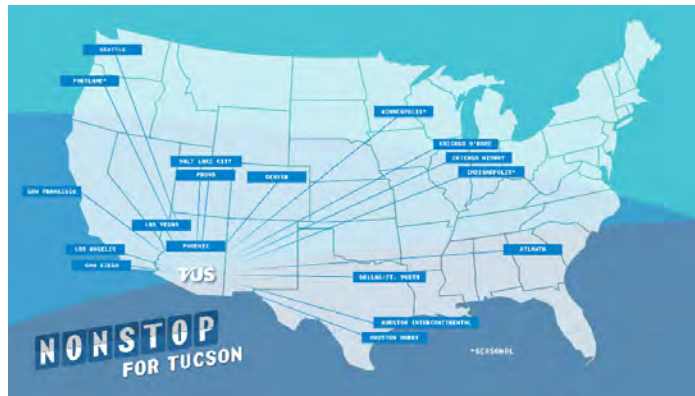 SEATTLE
PORTLAND*
MINNEAPOLIS*
CHICAGO O'HARE
CHICAGO MIDWAY
SALT LAKE CITY
PROVO
DENVER
INDIANAPOLIS*
SAN FRANCISCO
LAS VEGAS
PHOENIX
LOS ANGELES
ATLANTA
SAN DIEGO
TUS
DALLAS/FT. WORTH
HOUSTON INTERCONTINENTAL
HOUSTON HOBBY
NONSTOP
FOR TUCSON
*SEASONAL